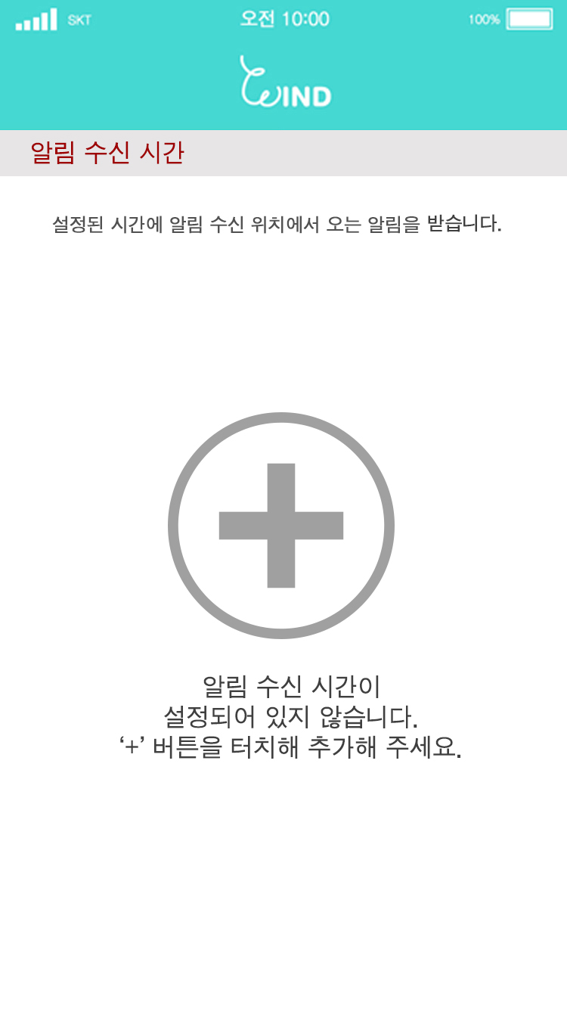 SKT 오전 10:00 100%
WIND
알림 수신 시간
설정된 시간에 알림 수신 위치에서 오는 알림을 받습니다.
알림 수신 시간이
설정되어 있지 않습니다.
‘+’ 버튼을 터치해 추가해 주세요.